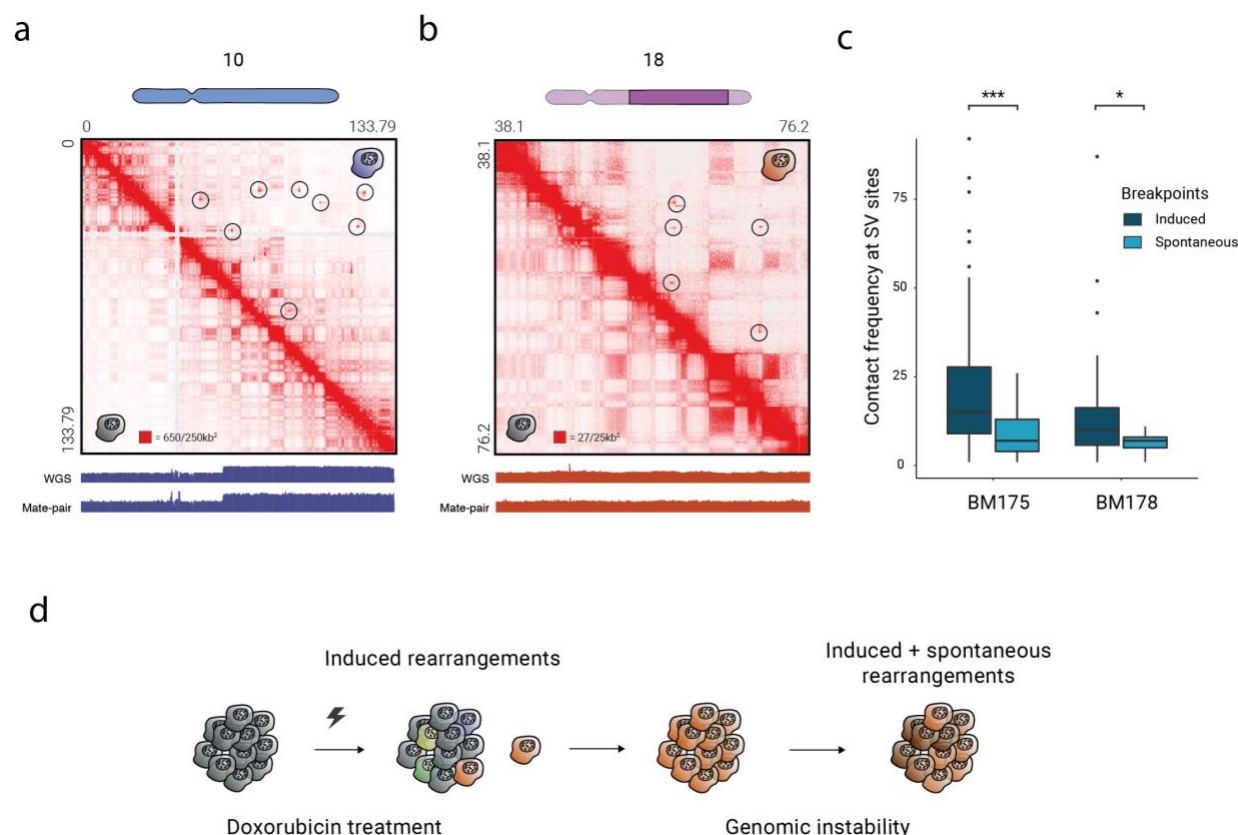 a
10
0
133.79
0
133.79
= 650/250kb²
WGS
Mate-pair
b
18
38.1
76.2
38.1
76.2
= 27/25kb²
WGS
Mate-pair
c
***
*
Contact frequency at SV sites
75
50
25
0
Breakpoints
Induced
Spontaneous
BM175
BM178
d
Induced rearrangements
Induced + spontaneous
rearrangements
Doxorubicin treatment
Genomic instability